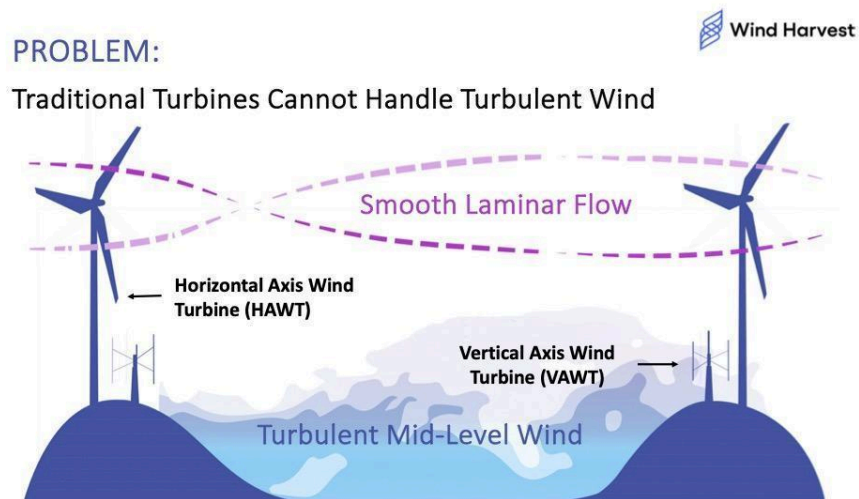 Wind Harvest
PROBLEM:
Traditional Turbines Cannot Handle Turbulent Wind
Smooth Laminar Flow
Horizontal Axis Wind
Turbine (HAWT)
Vertical Axis Wind
Turbine (VAWT)
Turbulent Mid-Level Wind